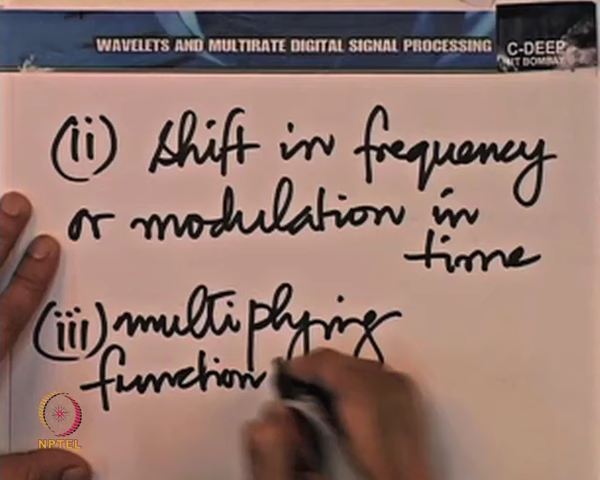 WAVELETS AND MULTIRATE DIGITAL SIGNAL PROCESSING
C-DEEP
IIT BOMBAY
(ii) shift in frequency
or modulation in
time
(iii) multiplying
function
NPTEL